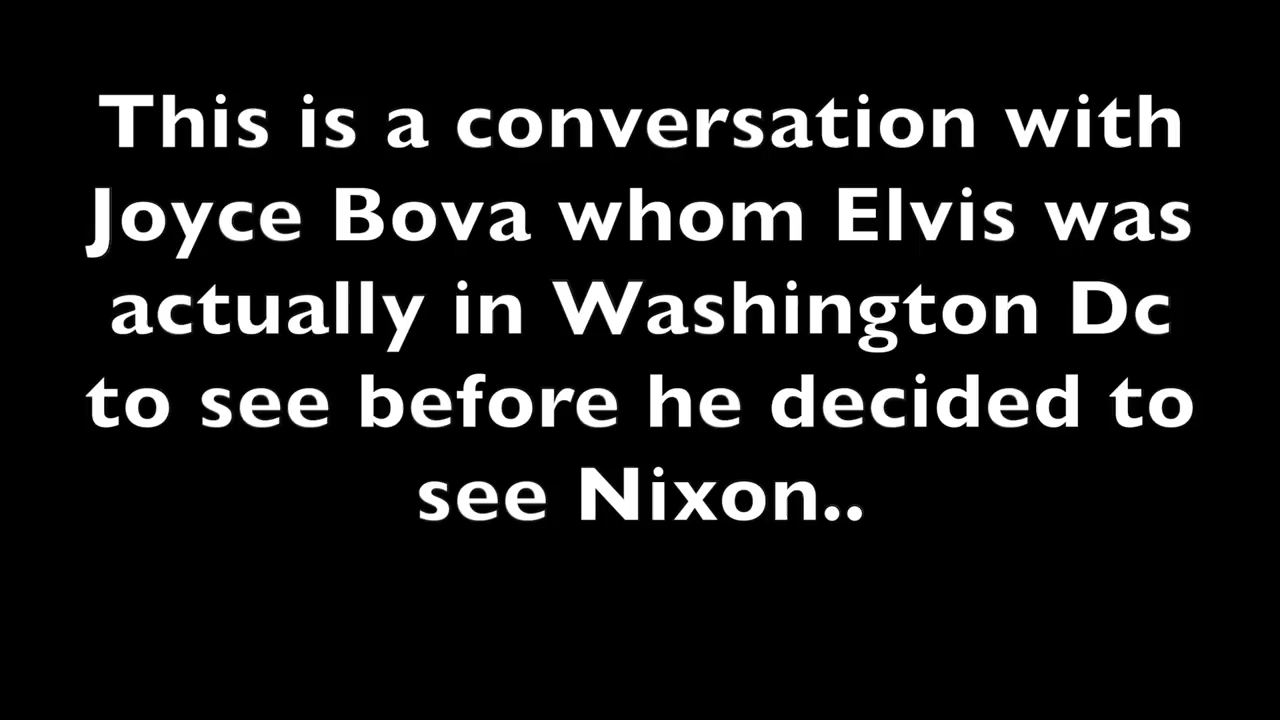 This is a conversation with
Joyce Bova whom Elvis was
actually in Washington Dc
to see before he decided to
see Nixon..